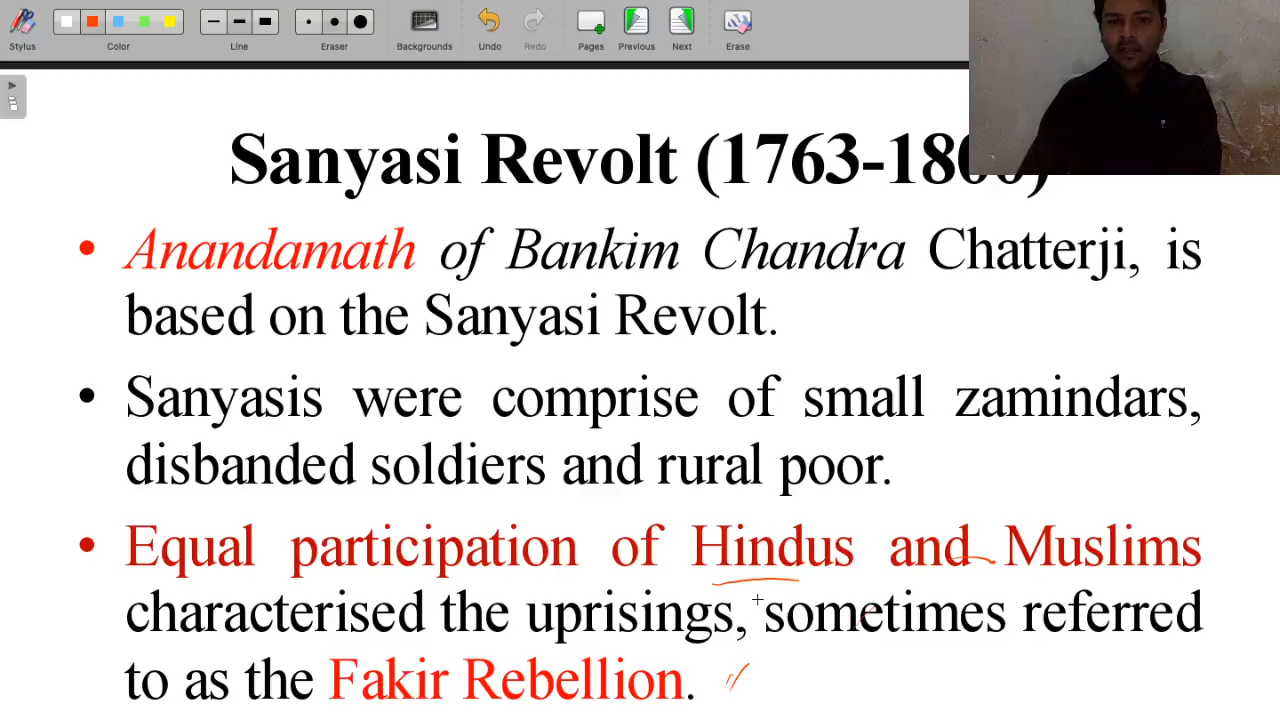 Stylus
Color
Line
Eraser
Backgrounds
Undo
Redo
Pages
Previous
Next
Erase
Sanyasi Revolt
• Anandamath of Bankim Chandra Chatterji, is
based on the Sanyasi Revolt.
• Sanyasis were comprise of small zamindars,
disbanded soldiers and rural poor.
• Equal participation of Hindus and Muslims
characterised the uprisings, sometimes referred
to as the Fakir Rebellion.